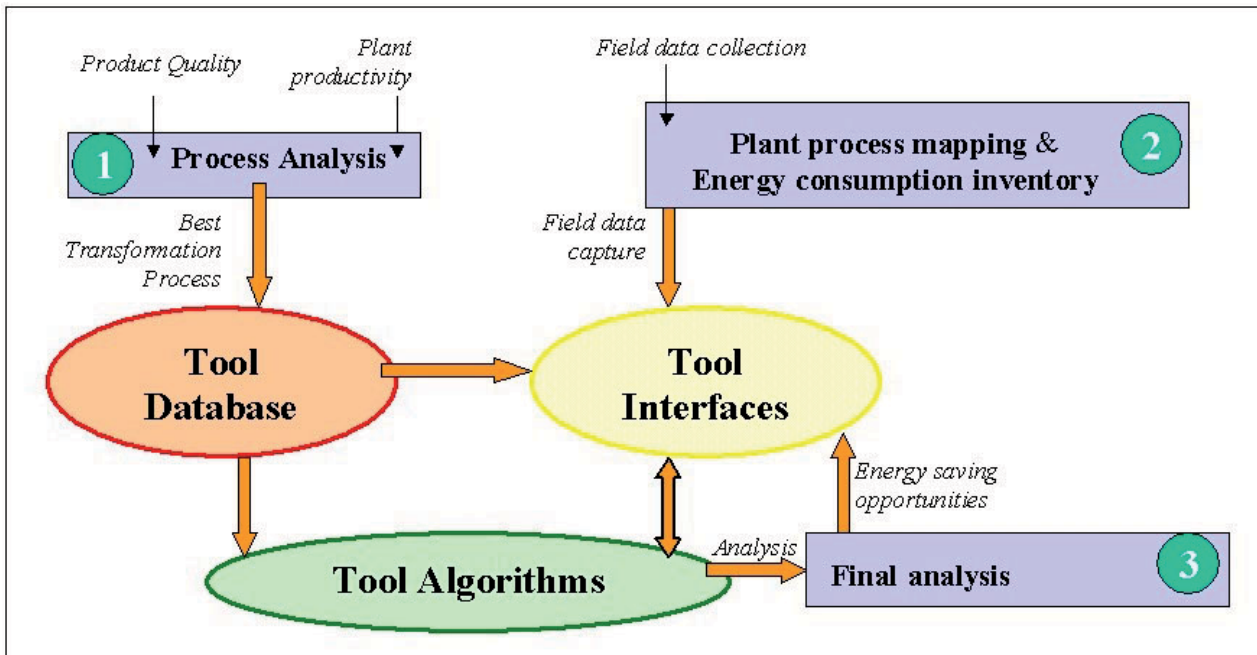 Product Quality
Plant
productivity
Field data collection
1
Process Analysis
Plant process mapping &
Energy consumption inventory
2
Best
Transformation
Process
Field data
capture
Tool
Database
Tool
Interfaces
Energy saving
opportunities
Tool Algorithms
Analysis
Final analysis
3